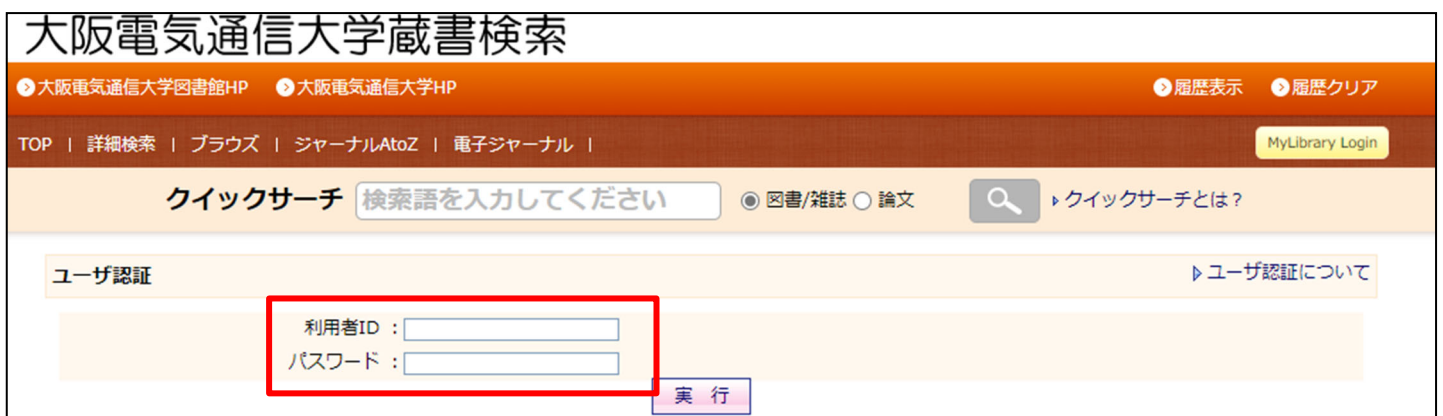 大阪電気通信大学蔵書検索
大阪電気通信大学図書館HP 大阪電気通信大学HP 履歴表示 履歴クリア
TOP | 詳細検索 | ブラウズ | ジャーナルAtoZ | 電子ジャーナル | MyLibrary Login
クイックサーチ 検索語を入力してください 図書/雑誌 論文 クイックサーチとは?
ユーザ認証 ユーザ認証について
利用者ID :
パスワード :
実 行